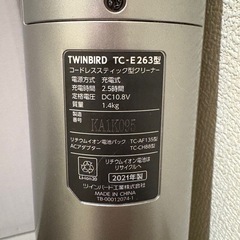 TWINBIRD TC-E263型
コードレススティック型クリーナー
電源方式 充電式
充電時間 2.5時間
定格電圧 DC10.8V
質量 1.4kg
製造番号 KA1K095
リチウムイオン電池パック TC-AF135型
ACアダプター TC-CH68型
リチウムイオン電池は
リサイクルへ
Li-ion20
2021年製
ツインバード工業株式会社
MADE IN CHINA
TB-00012074-1